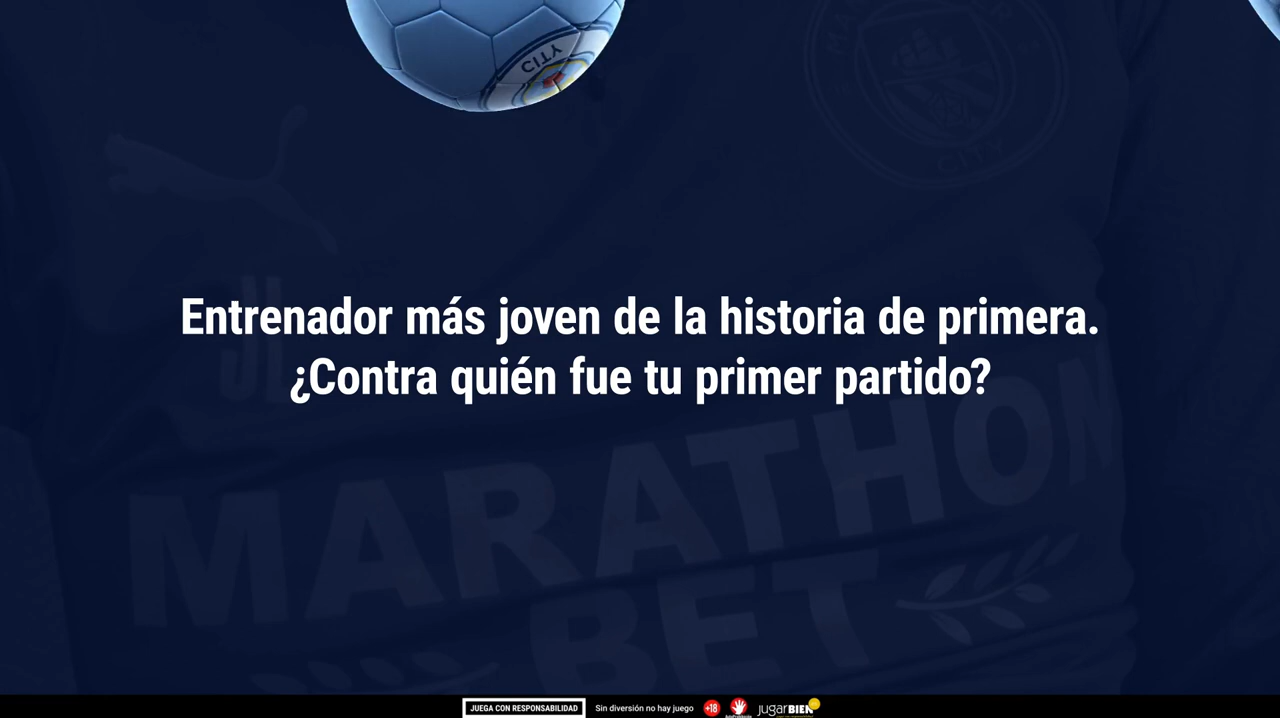 CITY
CITY
Entrenador más joven de la historia de primera.
¿Contra quién fue tu primer partido?
MARATHON
BET
JUEGA CON RESPONSABILIDAD
Sin diversión no hay juego
+18
jugarBIEN